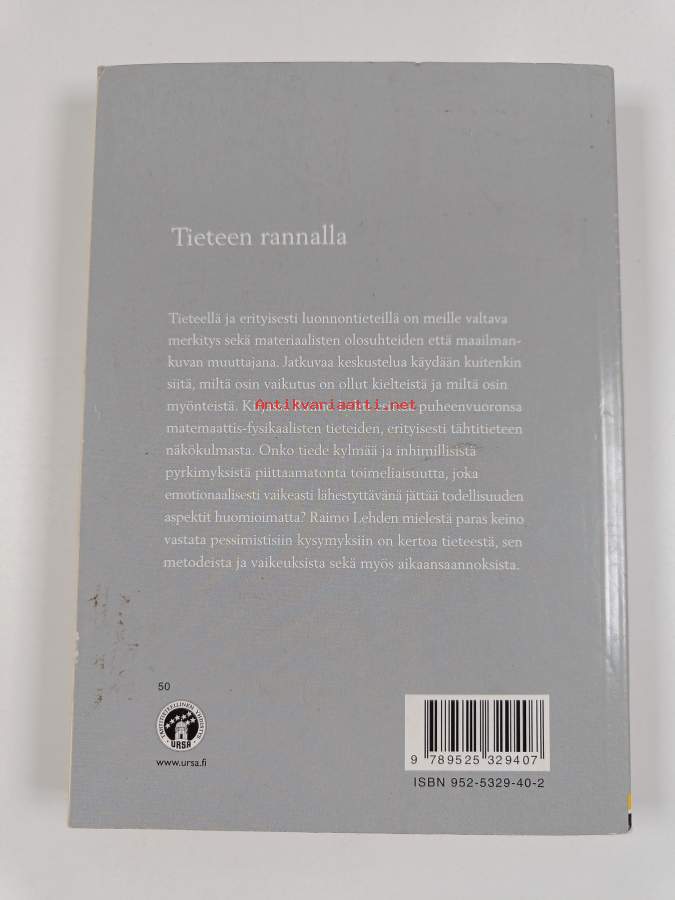 Tieteen rannalla
Tieteellä ja erityisesti luonnontieteillä on meille valtava
merkitys sekä materiaalisten olosuhteiden että maailman-
kuvan muuttajana. Jatkuvaa keskustelua käydään kuitenkin
siitä, miltä osin vaikutus on ollut kielteistä ja miltä osin
myönteistä. puheenvuoronsa
Antikvariaatti.net
matemaattis-fysikaalisten tieteiden, erityisesti tähtitieteen
näkökulmasta. Onko tiede kylmää ja inhimillisistä
pyrkimyksistä piittaamatonta toimeliaisuutta, joka
emotionaalisesti vaikeasti lähestyttävänä jättää todellisuuden
aspektit huomioimatta? Raimo Lehden mielestä paras keino
vastata pessimistisiin kysymyksiin on kertoa tieteestä, sen
metodeista ja vaikeuksista sekä myös aikaansaannoksista.
50
TÄHTITIETEELLINEN YHDISTYS
URSA
www.ursa.fi
9 789525 329407
ISBN 952-5329-40-2